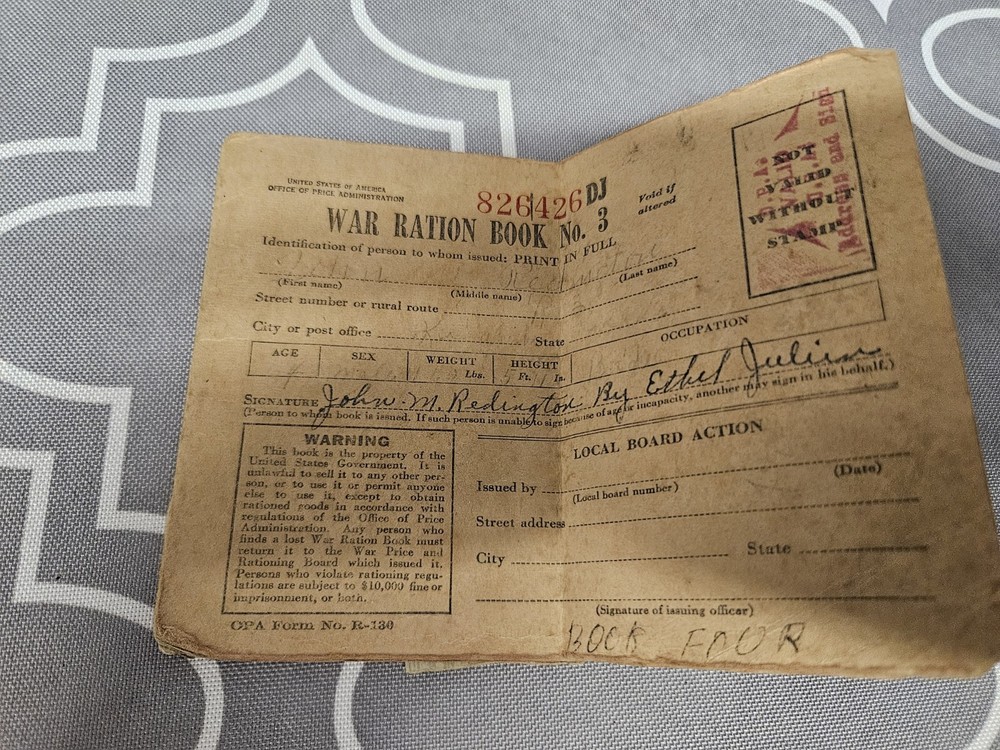 UNITED STATES OF AMERICA
OFFICE OF PRICE ADMINISTRATION
826426 DJ
Void if
altered
WAR RATION BOOK No. 3
NOT
VALID
WITHOUT
STAMP
Identification of person to whom issued: PRINT IN FULL
(First name) (Middle name) (Last name)
Street number or rural route
City or post office State
AGE SEX WEIGHT HEIGHT OCCUPATION
Lbs. Ft. In.
SIGNATURE John M. Redington By Ethel Julian
(Person to whom book is issued. If such person is unable to sign because of age or incapacity, another may sign in his behalf.)
WARNING
This book is the property of the
United States Government. It is
unlawful to sell it to any other per-
son, or to use it or permit anyone
else to use it, except to obtain
rationed goods in accordance with
regulations of the Office of Price
Administration. Any person who
finds a lost War Ration Book must
return it to the War Price and
Rationing Board which issued it.
Persons who violate rationing regu-
lations are subject to $10,000 fine or
imprisonment, or both.
OPA Form No. R-130
LOCAL BOARD ACTION
Issued by
(Local board number) (Date)
Street address
City State
(Signature of issuing officer)
BOOK FOUR